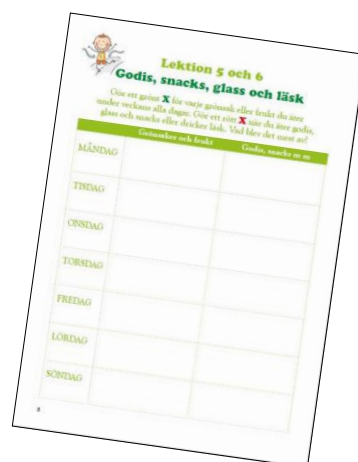 Lektion 5 och 6
Godis, snacks, glass och läsk
Gör ett grönt X för varje grönsak eller frukt du äter
under veckans alla dagar. Gör ett rött X när du äter godis,
glass och snacks eller dricker läsk. Vad blev det mest av?
Grönsaker och frukt Godis, snacks m m
MÅNDAG
TISDAG
ONSDAG
TORSDAG
FREDAG
LÖRDAG
SÖNDAG
8